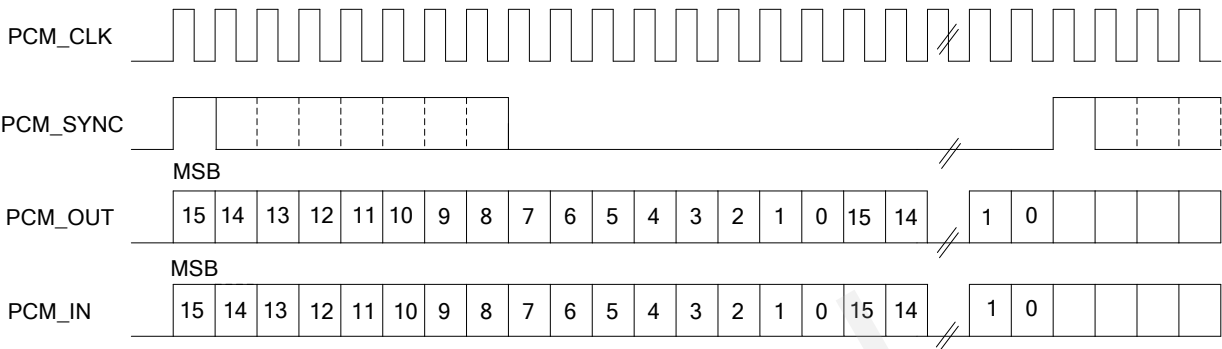 PCM_CLK
PCM_SYNC
MSB
PCM_OUT 15 14 13 12 11 10 9 8 7 6 5 4 3 2 1 0 15 14 1 0
MSB
PCM_IN 15 14 13 12 11 10 9 8 7 6 5 4 3 2 1 0 15 14 1 0